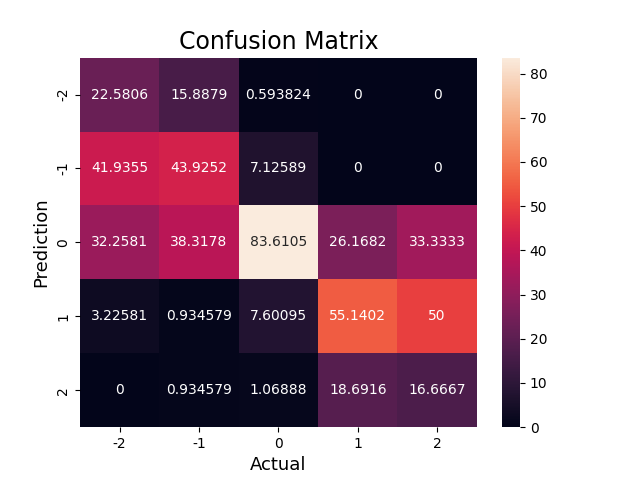 Confusion Matrix
-2 22.5806 15.8879 0.593824 0 0
-1 41.9355 43.9252 7.12589 0 0
0 32.2581 38.3178 83.6105 26.1682 33.3333
1 3.22581 0.934579 7.60095 55.1402 50
2 0 0.934579 1.06888 18.6916 16.6667
-2 -1 0 1 2
Prediction
Actual
80
70
60
50
40
30
20
10
0